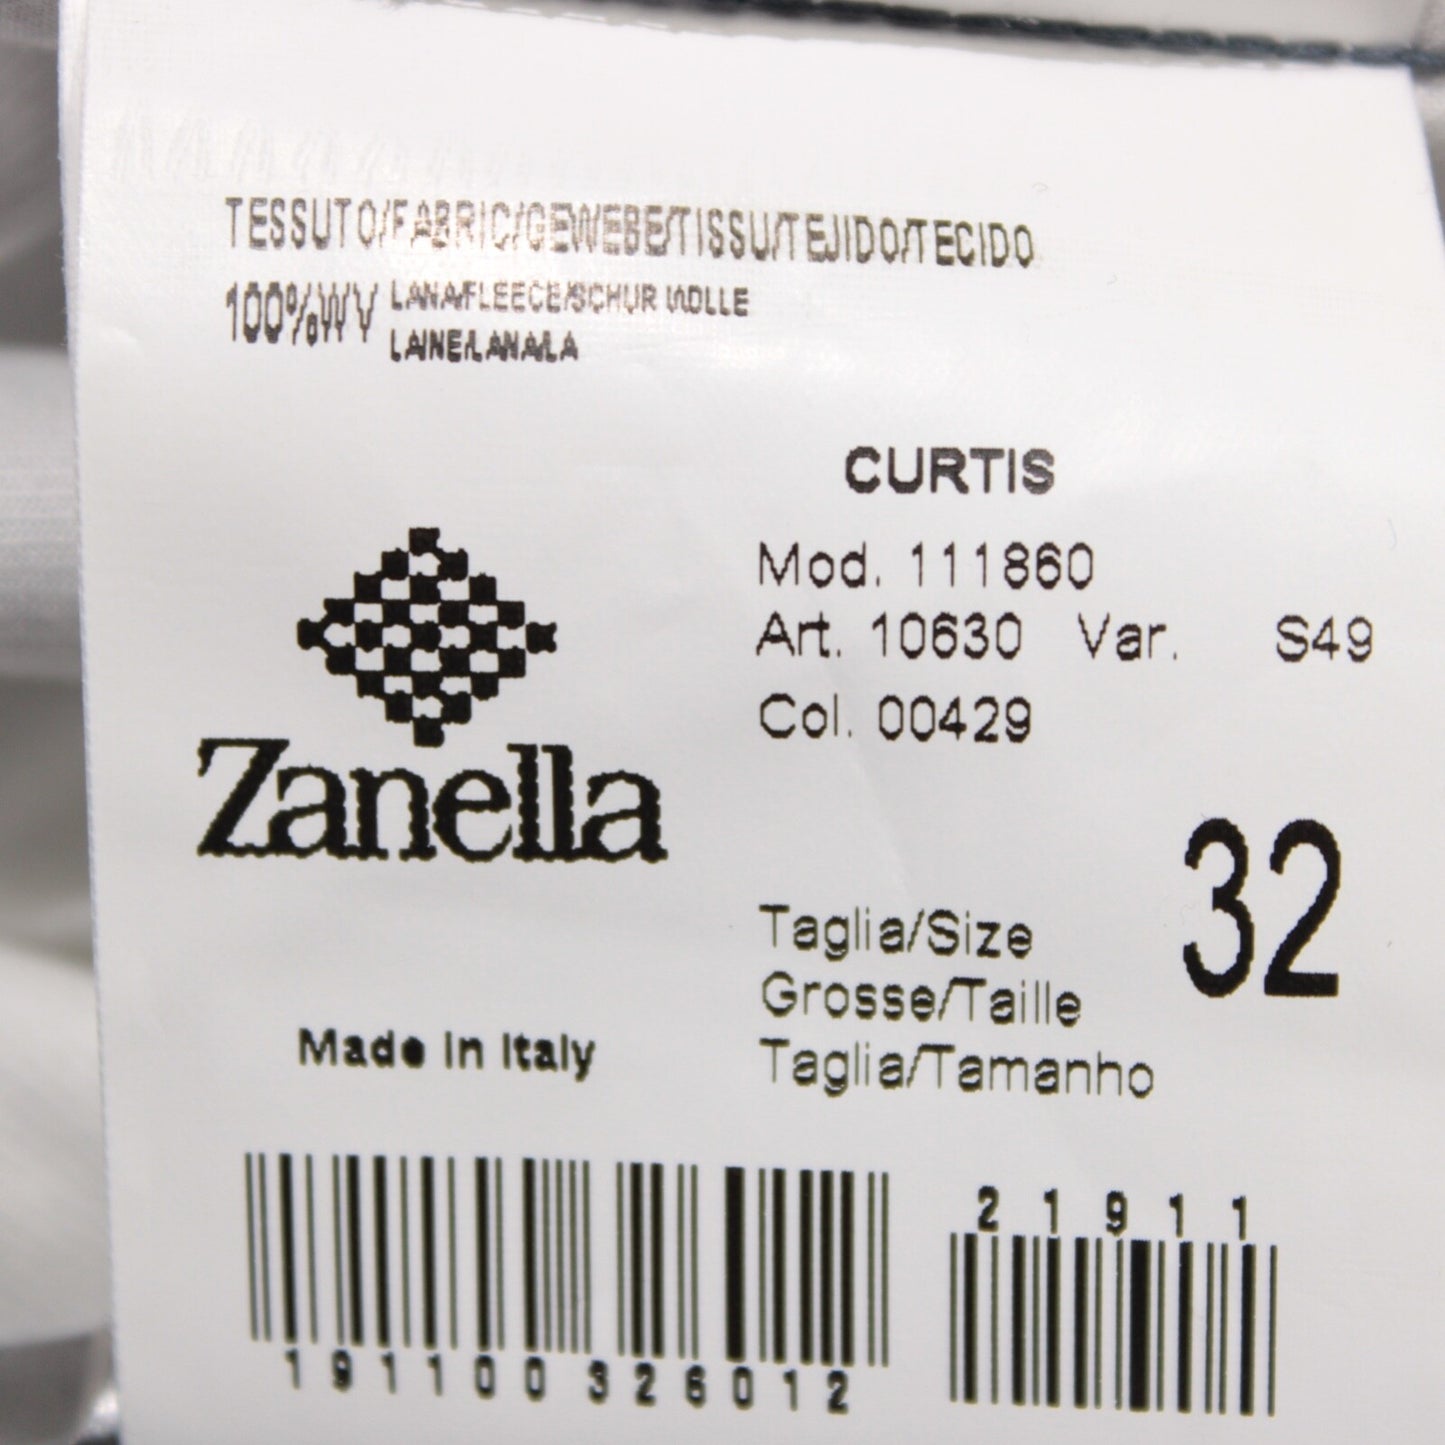 TESSUTO/FABRIC/GEWEBE/TISSU/TEJIDO/TECIDO
100%WV LANA/FLEECE/SCHUR WOLLE
LAINE/LANA/LA
CURTIS
Mod. 111860
Art. 10630 Var. S49
Col. 00429
Zanella
32
Taglia/Size
Grosse/Taille
Taglia/Tamanho
Made in Italy
21911
191100326012